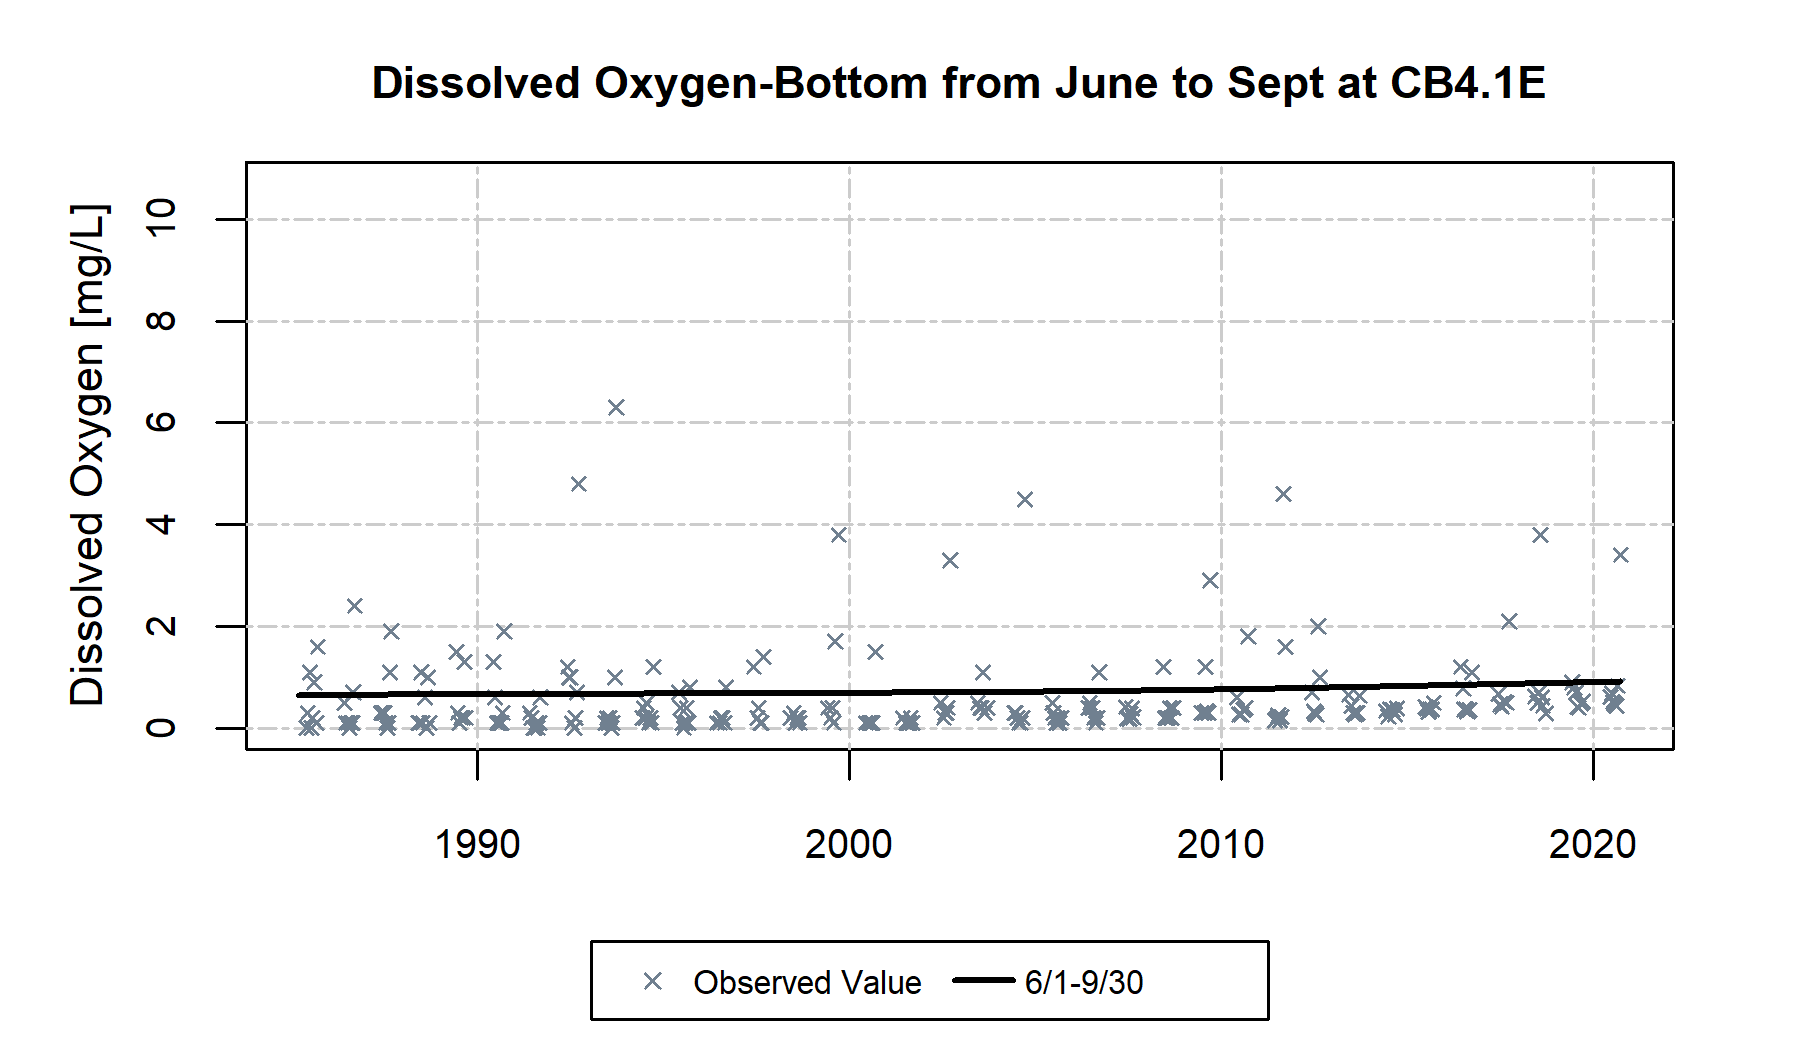 Dissolved Oxygen-Bottom from June to Sept at CB4.1E
Dissolved Oxygen [mg/L]
10
8
6
4
2
0
1990 2000 2010 2020
Observed Value 6/1-9/30